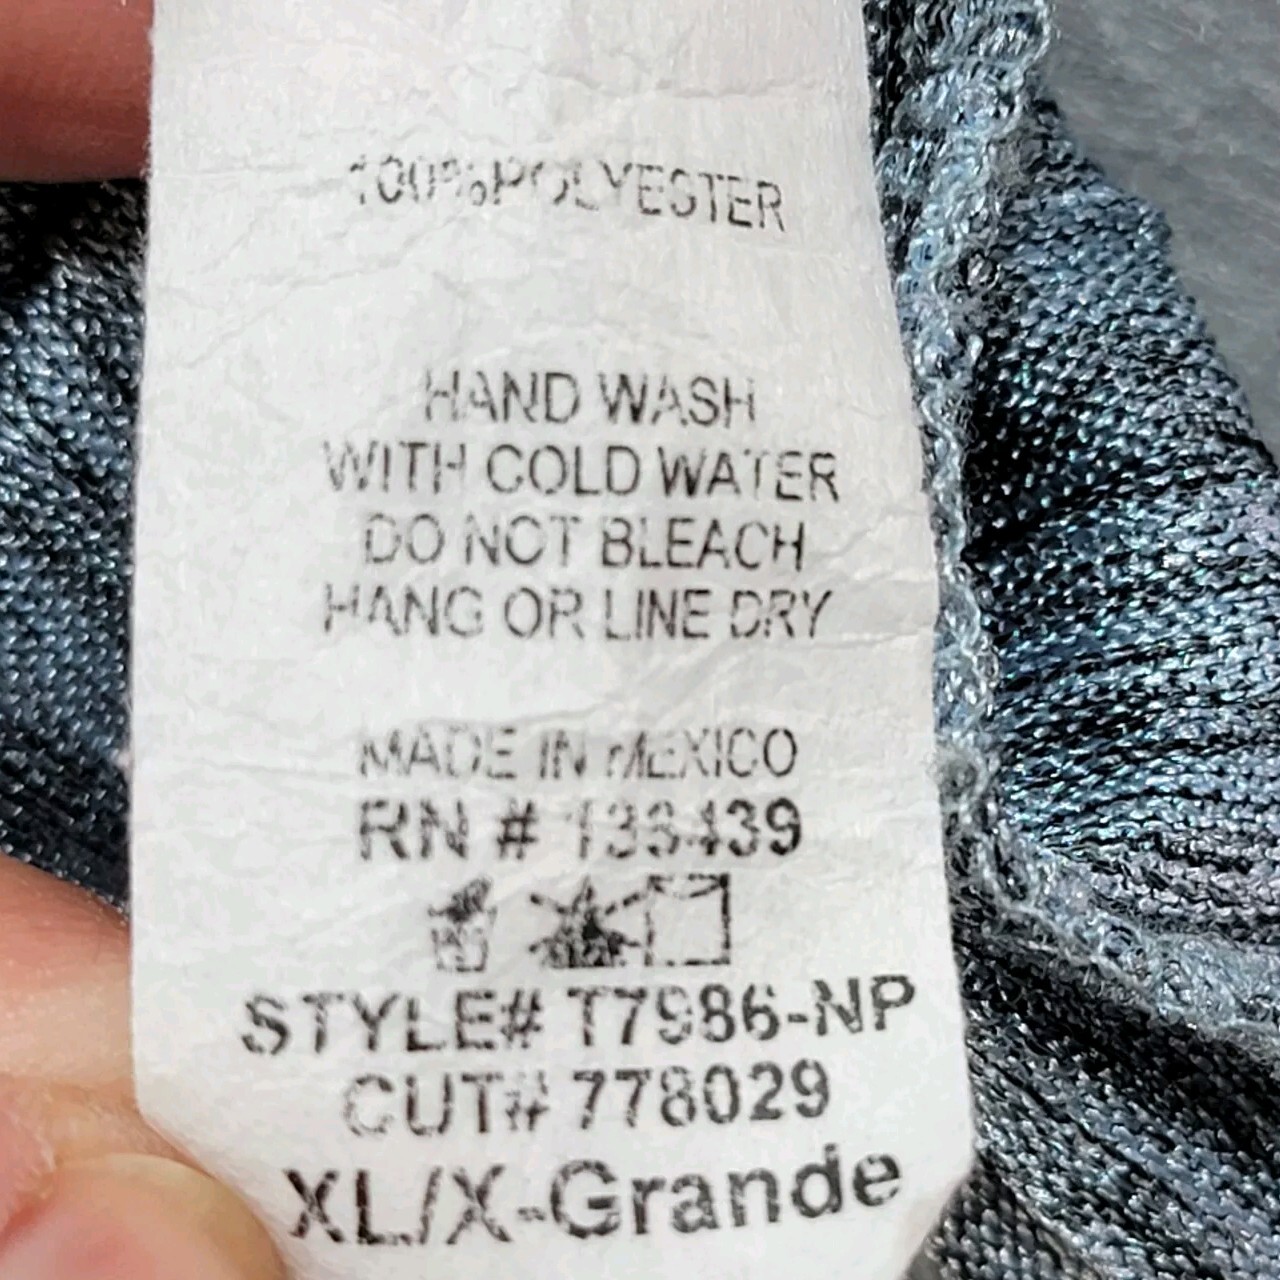 100% POLYESTER
HAND WASH
WITH COLD WATER
DO NOT BLEACH
HANG OR LINE DRY
MADE IN MEXICO
RN # 133439
STYLE# T7986-NP
CUT# 778029
XL/X-Grande